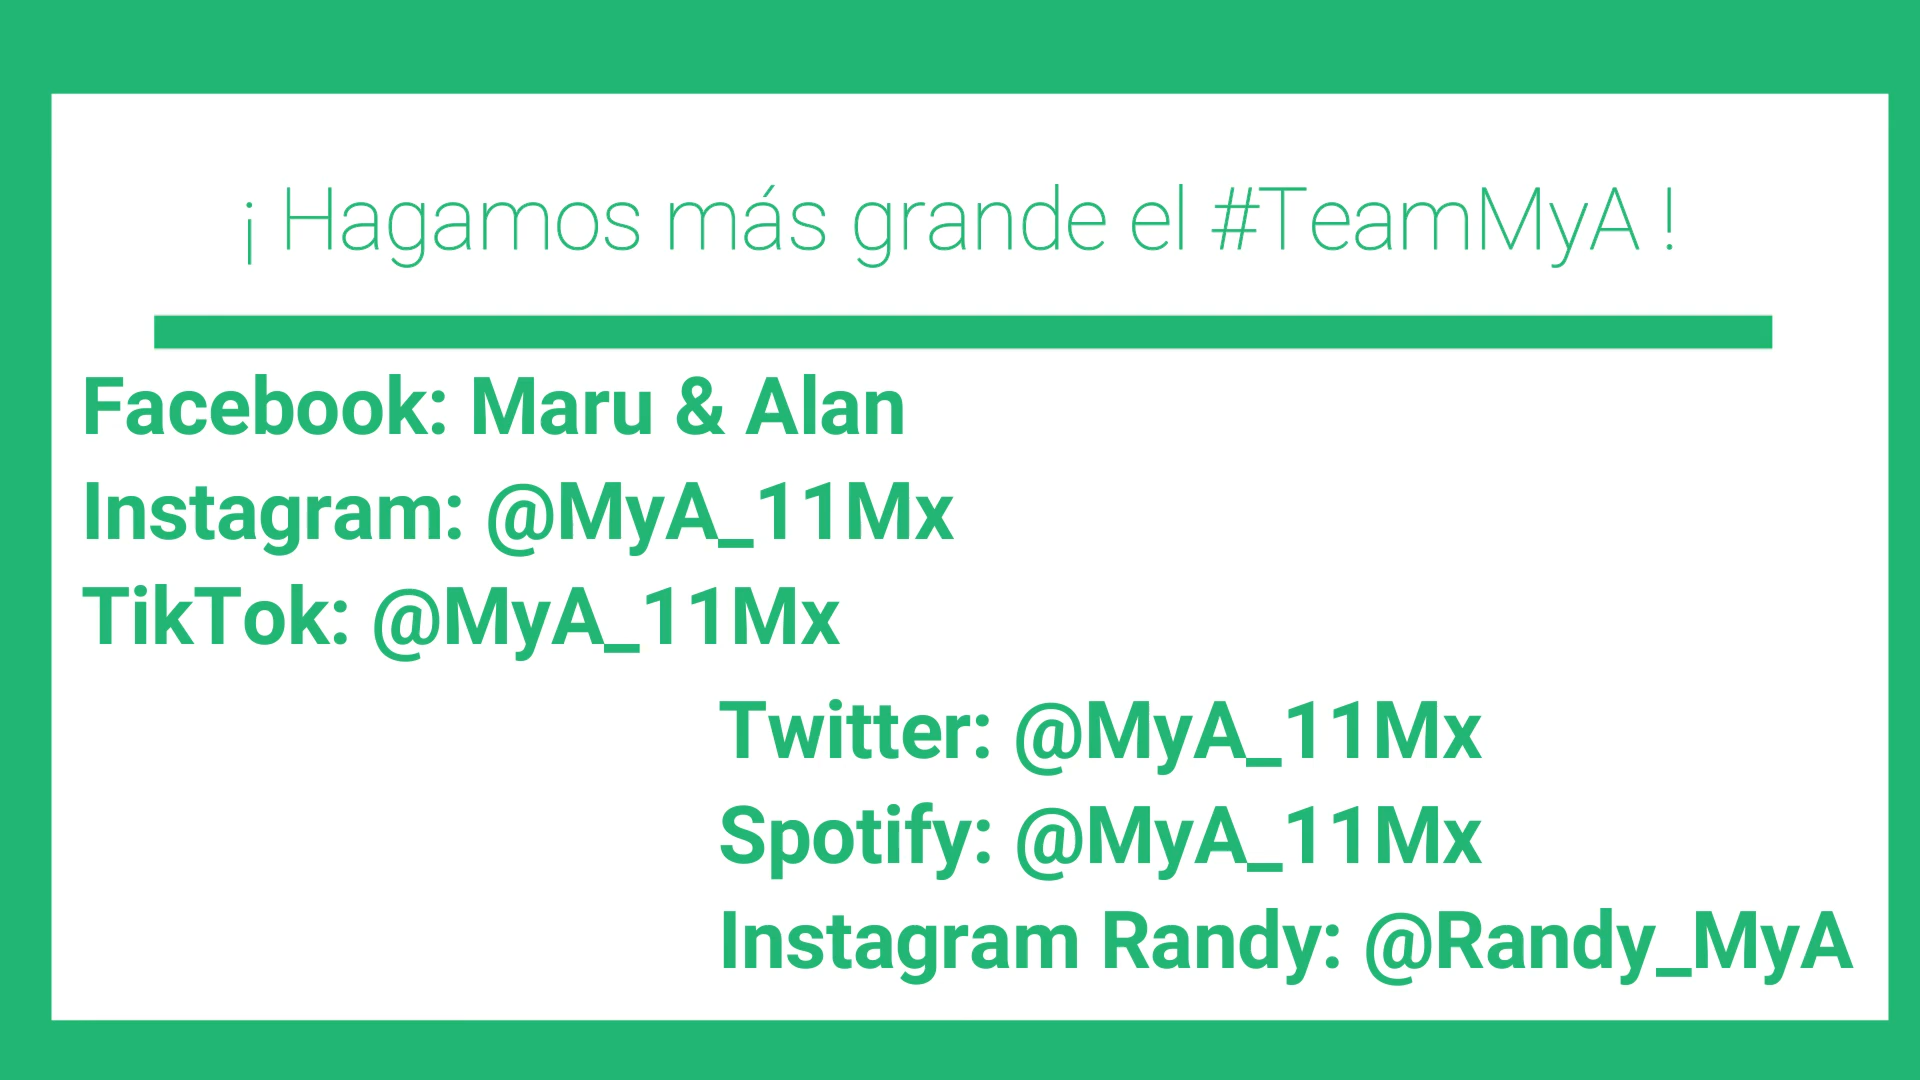 ¡ Hagamos más grande el #TeamMyA !
Facebook: Maru & Alan
Instagram: @MyA_11Mx
TikTok: @MyA_11Mx
Twitter: @MyA_11Mx
Spotify: @MyA_11Mx
Instagram Randy: @Randy_MyA